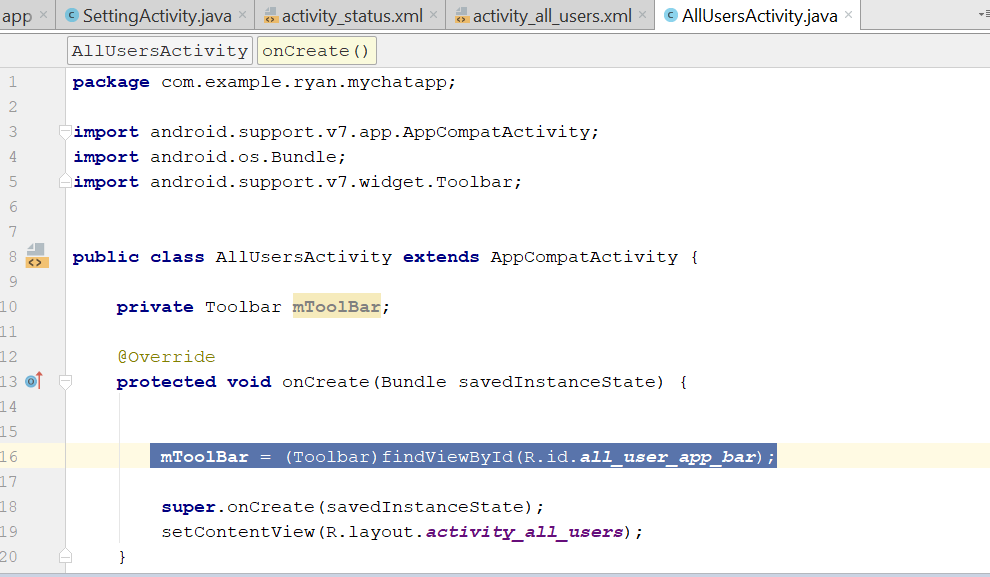 app SettingActivity.java activity_status.xml activity_all_users.xml AllUsersActivity.java
AllUsersActivity onCreate()
1 package com.example.ryan.mychatapp;
2
3 import android.support.v7.app.AppCompatActivity;
4 import android.os.Bundle;
5 import android.support.v7.widget.Toolbar;
6
7
8 public class AllUsersActivity extends AppCompatActivity {
9
10 private Toolbar mToolBar;
11
12 @Override
13 protected void onCreate(Bundle savedInstanceState) {
14
15
16 mToolBar = (Toolbar)findViewById(R.id.all_user_app_bar);
17
18 super.onCreate(savedInstanceState);
19 setContentView(R.layout.activity_all_users);
20 }